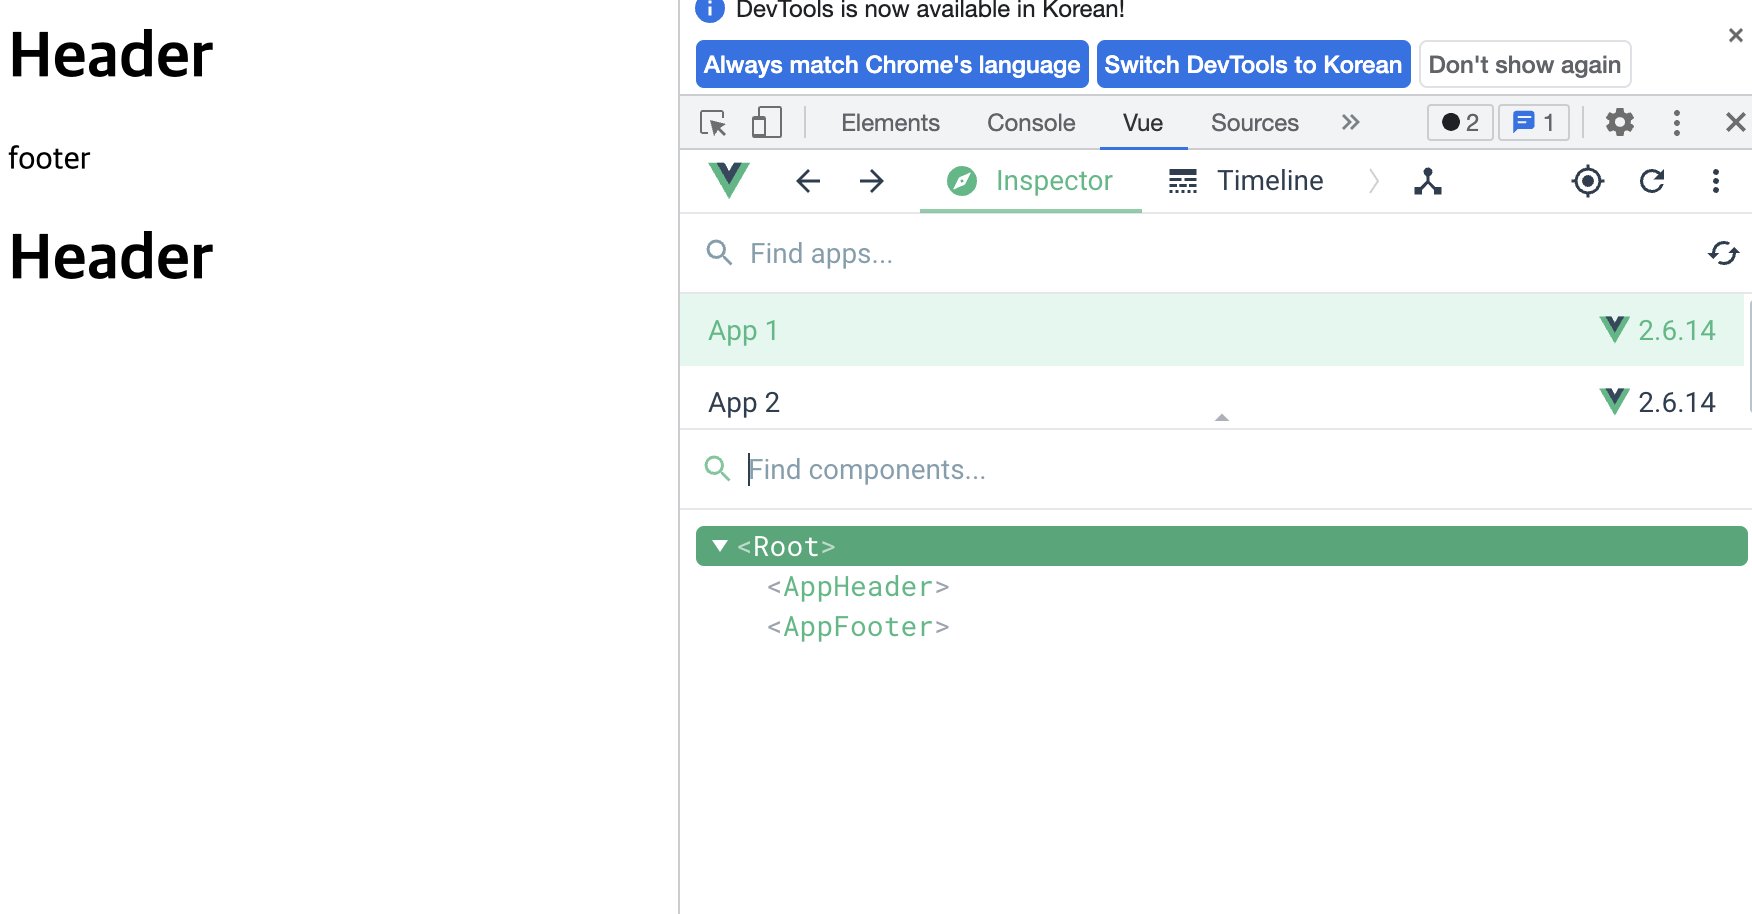 Header
footer
Header
DevTools is now available in Korean!
Always match Chrome's language Switch DevTools to Korean Don't show again
Elements Console Vue Sources 2 1
Inspector Timeline
Find apps...
App 1 2.6.14
App 2 2.6.14
Find components...
<Root>
<AppHeader>
<AppFooter>